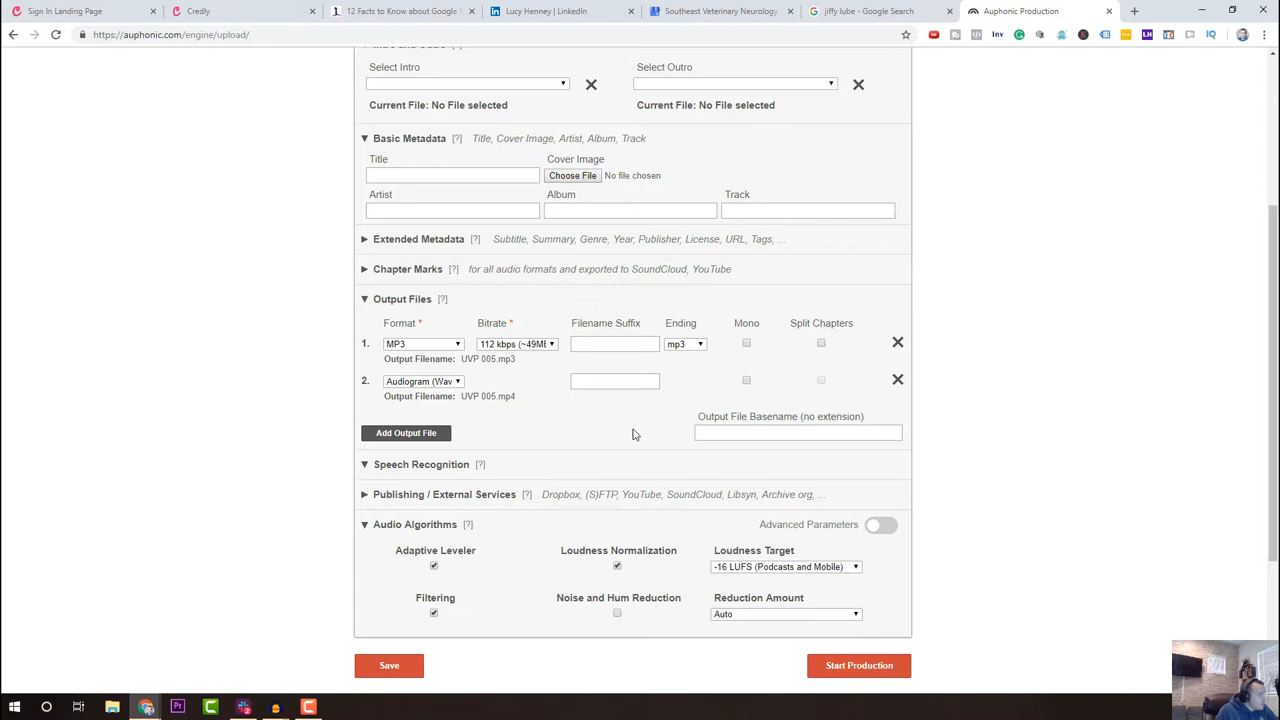 Sign In Landing Page
Credly
12 Facts to Know about Google
Lucy Henney | LinkedIn
Southeast Veterinary Neurology
jiffy lube - Google Search
Auphonic Production
https://auphonic.com/engine/upload/
Select Intro
Select Outro
Current File: No File selected
Current File: No File selected
Basic Metadata [?] Title, Cover Image, Artist, Album, Track
Title
Cover Image
Choose File No file chosen
Artist
Album
Track
Extended Metadata [?] Subtitle, Summary, Genre, Year, Publisher, License, URL, Tags, ...
Chapter Marks [?] for all audio formats and exported to SoundCloud, YouTube
Output Files [?]
Format * Bitrate * Filename Suffix Ending Mono Split Chapters
1. MP3 112 kbps (~49MB mp3
Output Filename: UVP 005.mp3
2. Audiogram (Wav
Output Filename: UVP 005.mp4
Output File Basename (no extension)
Add Output File
Speech Recognition [?]
Publishing / External Services [?] Dropbox, (S)FTP, YouTube, SoundCloud, Libsyn, Archive.org, ...
Audio Algorithms [?] Advanced Parameters
Adaptive Leveler Loudness Normalization Loudness Target
-16 LUFS (Podcasts and Mobile)
Filtering Noise and Hum Reduction Reduction Amount
Auto
Save
Start Production